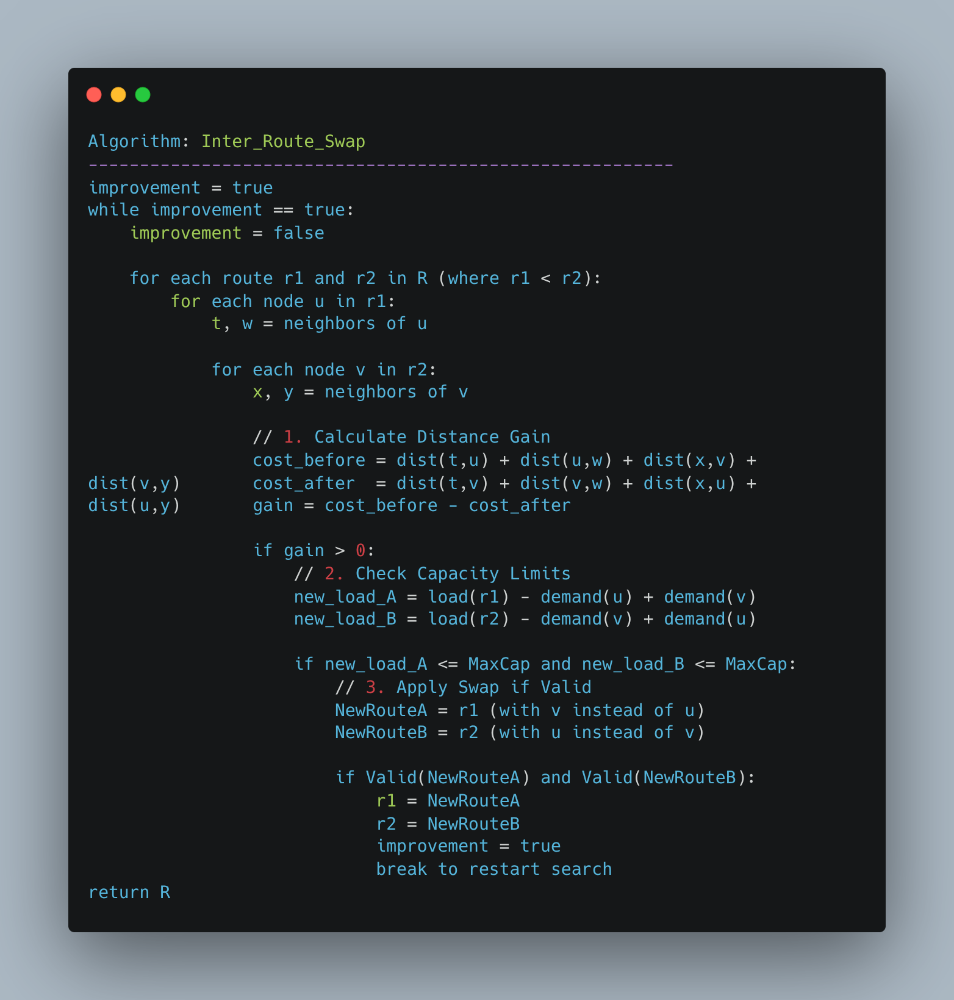 Algorithm: Inter_Route_Swap
---------------------------------------------------------
improvement = true
while improvement == true:
    improvement = false

    for each route r1 and r2 in R (where r1 < r2):
        for each node u in r1:
            t, w = neighbors of u

            for each node v in r2:
                x, y = neighbors of v

                // 1. Calculate Distance Gain
                cost_before = dist(t,u) + dist(u,w) + dist(x,v) +
dist(v,y)       cost_after  = dist(t,v) + dist(v,w) + dist(x,u) +
dist(u,y)       gain = cost_before - cost_after

                if gain > 0:
                    // 2. Check Capacity Limits
                    new_load_A = load(r1) - demand(u) + demand(v)
                    new_load_B = load(r2) - demand(v) + demand(u)

                    if new_load_A <= MaxCap and new_load_B <= MaxCap:
                        // 3. Apply Swap if Valid
                        NewRouteA = r1 (with v instead of u)
                        NewRouteB = r2 (with u instead of v)

                        if Valid(NewRouteA) and Valid(NewRouteB):
                            r1 = NewRouteA
                            r2 = NewRouteB
                            improvement = true
                            break to restart search
return R